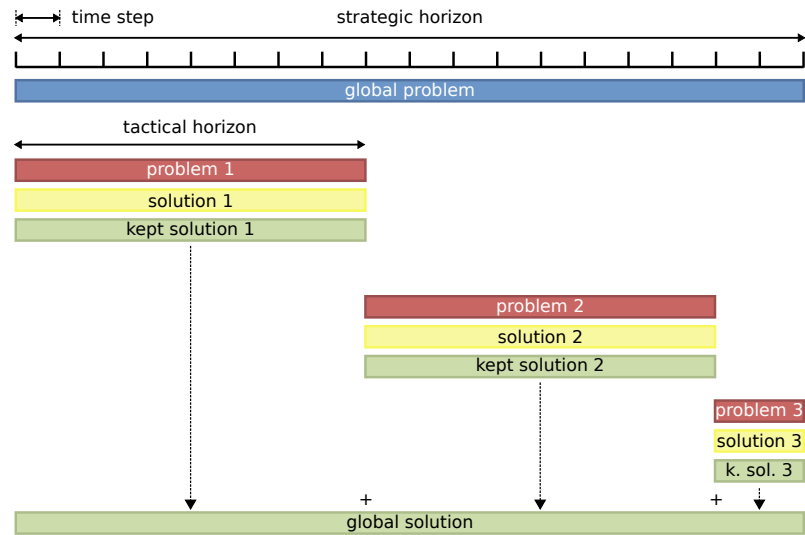 time step
strategic horizon
global problem
tactical horizon
problem 1
solution 1
kept solution 1
problem 2
solution 2
kept solution 2
problem 3
solution 3
k. sol. 3
+ +
global solution